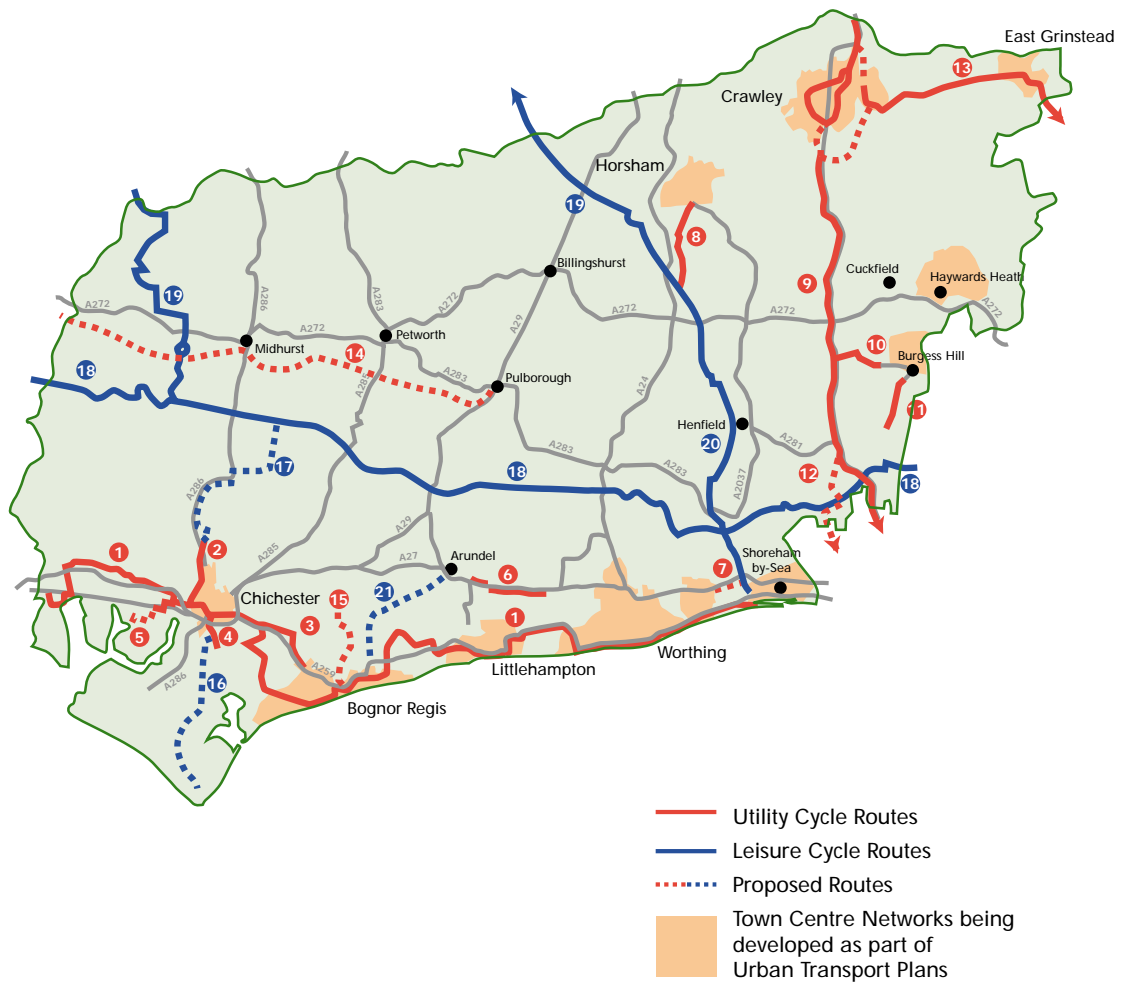 East Grinstead
13
Crawley
Horsham
19
8
Billingshurst
Cuckfield
Haywards Heath
9
A272
A286
A283
A272
19
A272
A272
A272
A272
A29
Petworth
Midhurst
14
10
Burgess Hill
18
A285
A283
Pulborough
A24
11
Henfield
20
A281
17
A283
18
A283
12
A2037
18
A286
A29
1
2
A285
A27
Arundel
6
7
Shoreham
by-Sea
Chichester
15
21
5
4
3
1
A259
Worthing
A286
16
Littlehampton
Bognor Regis
Utility Cycle Routes
Leisure Cycle Routes
Proposed Routes
Town Centre Networks being
developed as part of
Urban Transport Plans